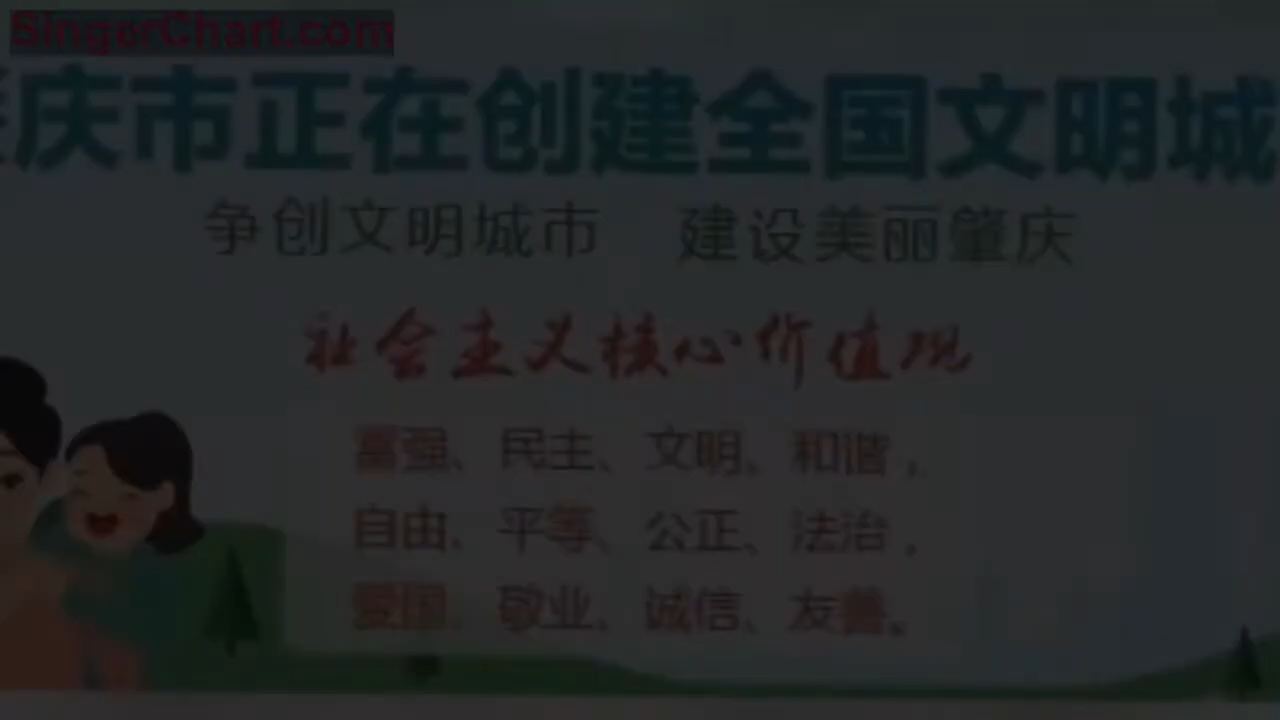 SingerChart.com
庆市正在创建全国文明城
争创文明城市 建设美丽肇庆
社会主义核心价值观
富强、民主、文明、和谐,
自由、平等、公正、法治,
爱国、敬业、诚信、友善。